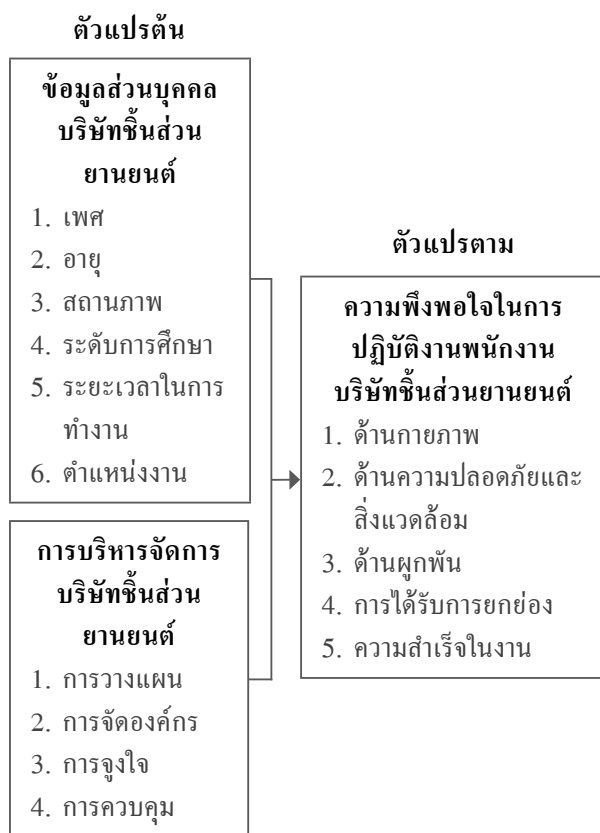 ตัวแปรต้น
ข้อมูลส่วนบุคคล
บริษัทชิ้นส่วน
ยานยนต์
1. เพศ
2. อายุ
3. สถานภาพ
4. ระดับการศึกษา
5. ระยะเวลาในการ
ทำงาน
6. ตำแหน่งงาน
การบริหารจัดการ
บริษัทชิ้นส่วน
ยานยนต์
1. การวางแผน
2. การจัดองค์กร
3. การจูงใจ
4. การควบคุม
ตัวแปรตาม
ความพึงพอใจในการ
ปฏิบัติงานพนักงาน
บริษัทชิ้นส่วนยานยนต์
1. ด้านกายภาพ
2. ด้านความปลอดภัยและ
สิ่งแวดล้อม
3. ด้านผูกพัน
4. การได้รับการยกย่อง
5. ความสำเร็จในงาน